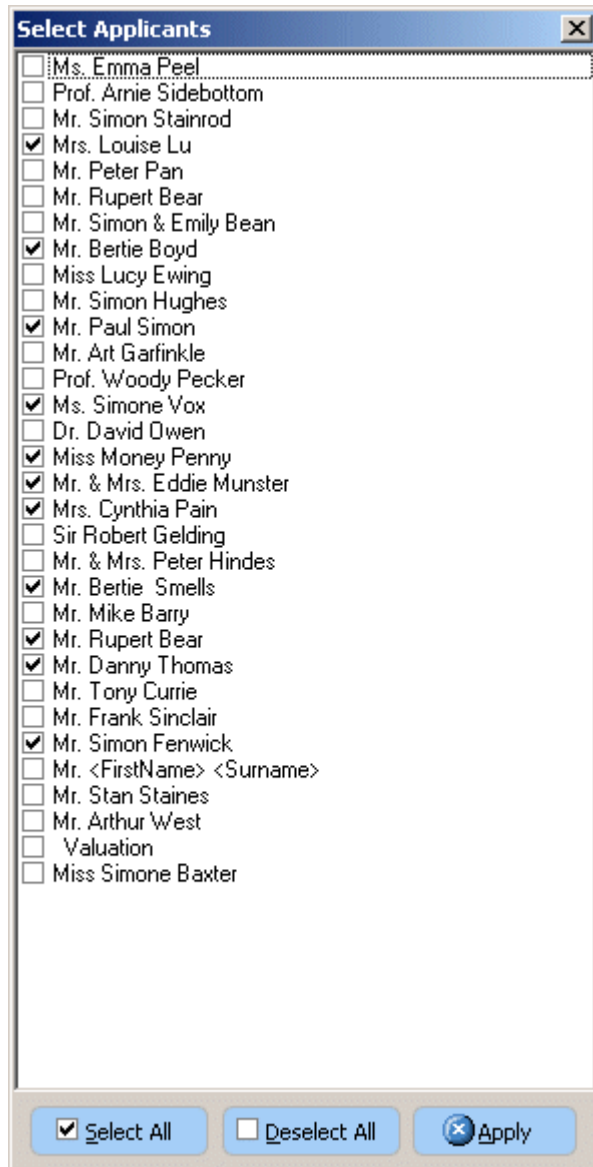 Select Applicants
Ms. Emma Peel
Prof. Arnie Sidebottom
Mr. Simon Stainrod
Mrs. Louise Lu
Mr. Peter Pan
Mr. Rupert Bear
Mr. Simon & Emily Bean
Mr. Bertie Boyd
Miss Lucy Ewing
Mr. Simon Hughes
Mr. Paul Simon
Mr. Art Garfinkle
Prof. Woody Pecker
Ms. Simone Vox
Dr. David Owen
Miss Money Penny
Mr. & Mrs. Eddie Munster
Mrs. Cynthia Pain
Sir Robert Gelding
Mr. & Mrs. Peter Hindes
Mr. Bertie  Smells
Mr. Mike Barry
Mr. Rupert Bear
Mr. Danny Thomas
Mr. Tony Currie
Mr. Frank Sinclair
Mr. Simon Fenwick
Mr. <FirstName> <Surname>
Mr. Stan Staines
Mr. Arthur West
Valuation
Miss Simone Baxter
Select All Deselect All Apply